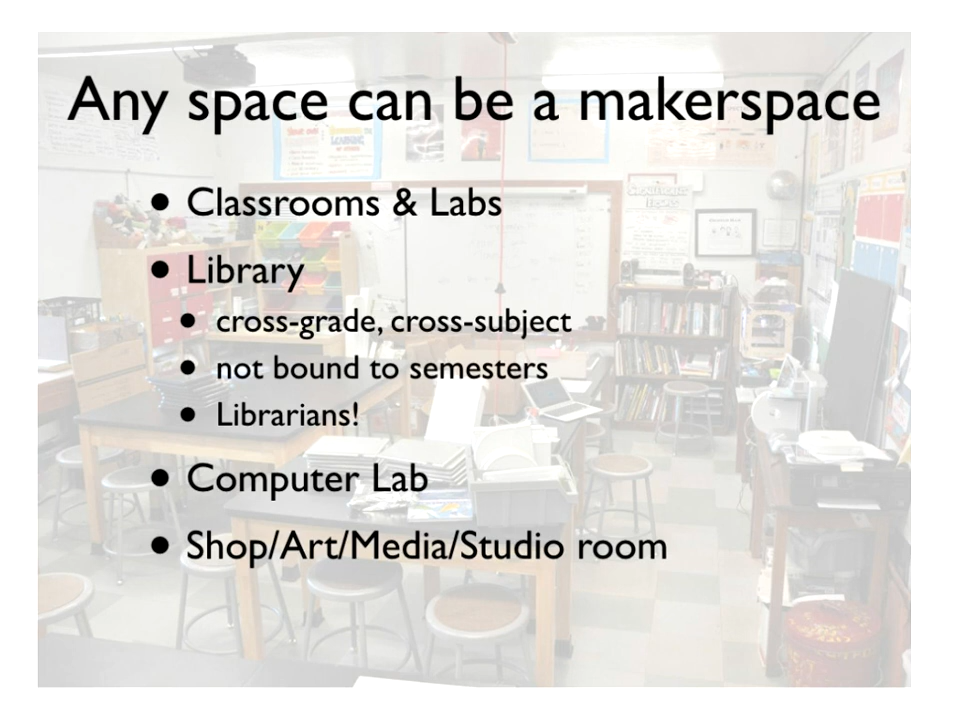 Any space can be a makerspace
• Classrooms & Labs
• Library
• cross-grade, cross-subject
• not bound to semesters
• Librarians!
• Computer Lab
• Shop/Art/Media/Studio room